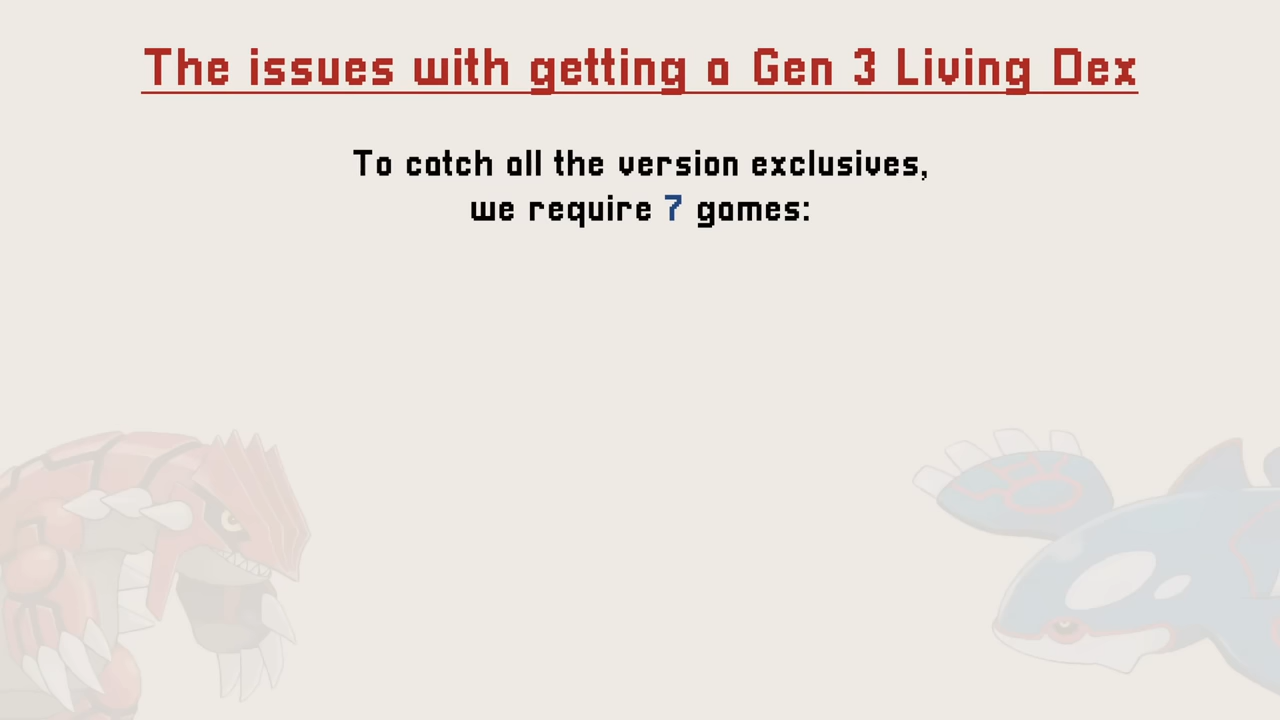 The issues with getting a Gen 3 Living Dex
To catch all the version exclusives,
we require 7 games: